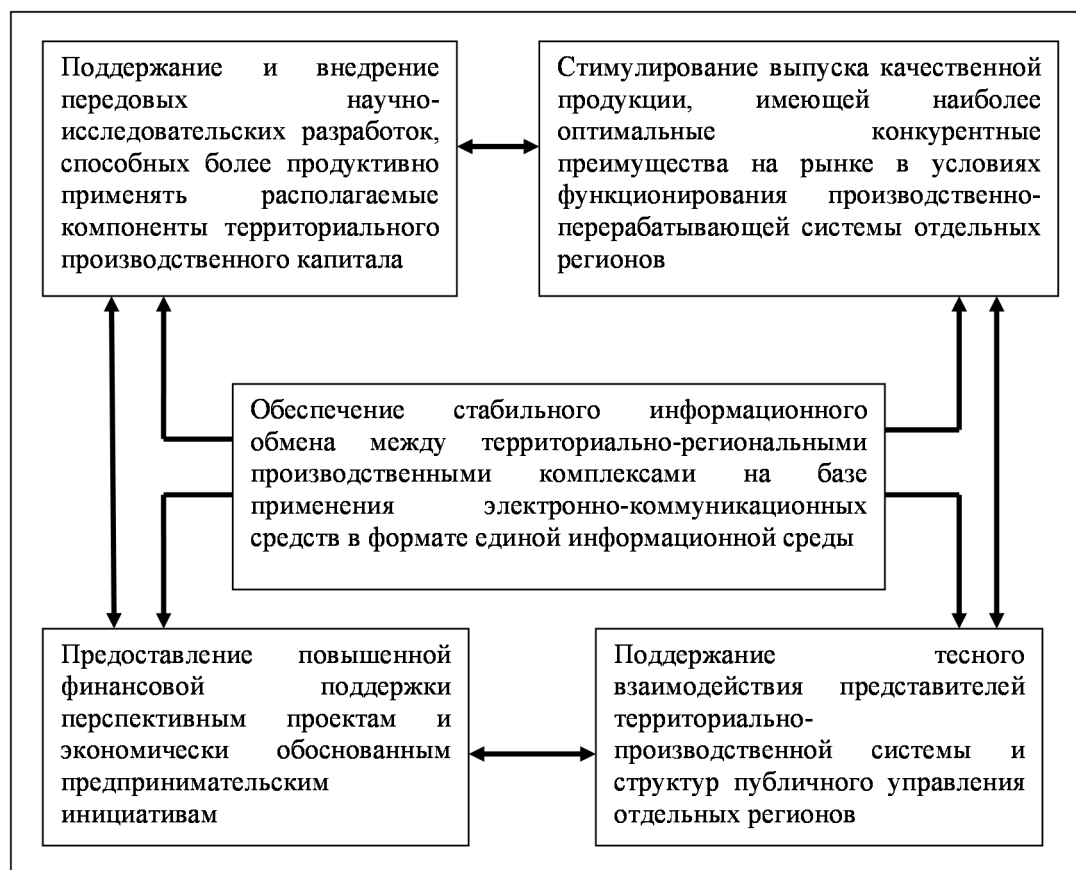 Поддержание и внедрение
передовых научно-
исследовательских разработок,
способных более продуктивно
применять располагаемые
компоненты территориального
производственного капитала
Стимулирование выпуска качественной
продукции, имеющей наиболее
оптимальные конкурентные
преимущества на рынке в условиях
функционирования производственно-
перерабатывающей системы отдельных
регионов
Обеспечение стабильного информационного
обмена между территориально-региональными
производственными комплексами на базе
применения электронно-коммуникационных
средств в формате единой информационной среды
Предоставление повышенной
финансовой поддержки
перспективным проектам и
экономически обоснованным
предпринимательским
инициативам
Поддержание тесного
взаимодействия представителей
территориально-
производственной системы и
структур публичного управления
отдельных регионов